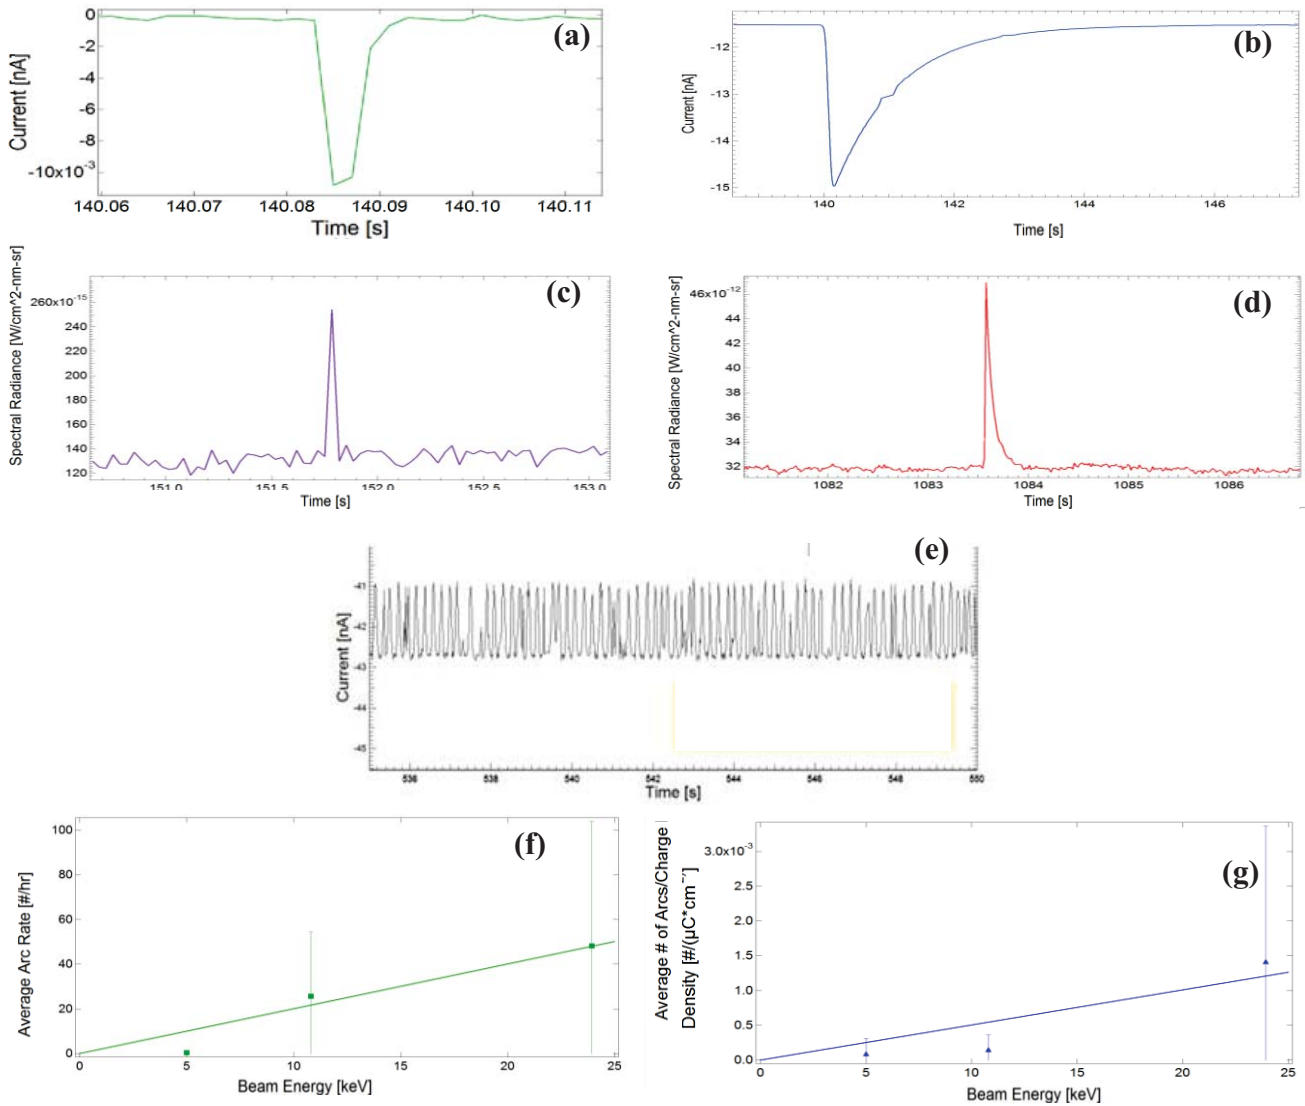 (a)
Current [nA]
0
-2
-4
-6
-8
-10x10⁻³
140.06 140.07 140.08 140.09 140.10 140.11
Time [s]
(b)
Current [nA]
-12
-13
-14
-15
140 142 144 146
Time [s]
(c)
Spectral Radiance [W/cm^2-nm-sr]
260x10⁻¹⁵
240
220
200
180
160
140
120
151.0 151.5 152.0 152.5 153.0
Time [s]
(d)
Spectral Radiance [W/cm^2-nm-sr]
46x10⁻¹²
44
42
40
38
36
34
32
1082 1083 1084 1085 1086
Time [s]
(e)
Current [nA]
-41
-42
-43
-44
-45
536 538 540 542 544 546 548 550
Time [s]
(f)
Average Arc Rate [#/hr]
100
80
60
40
20
0
0 5 10 15 20 25
Beam Energy [keV]
(g)
Average # of Arcs/Charge
Density [#/(µC*cm⁻
3.0x10⁻³
2.5
2.0
1.5
1.0
0.5
0.0
0 5 10 15 20 25
Beam Energy [keV]